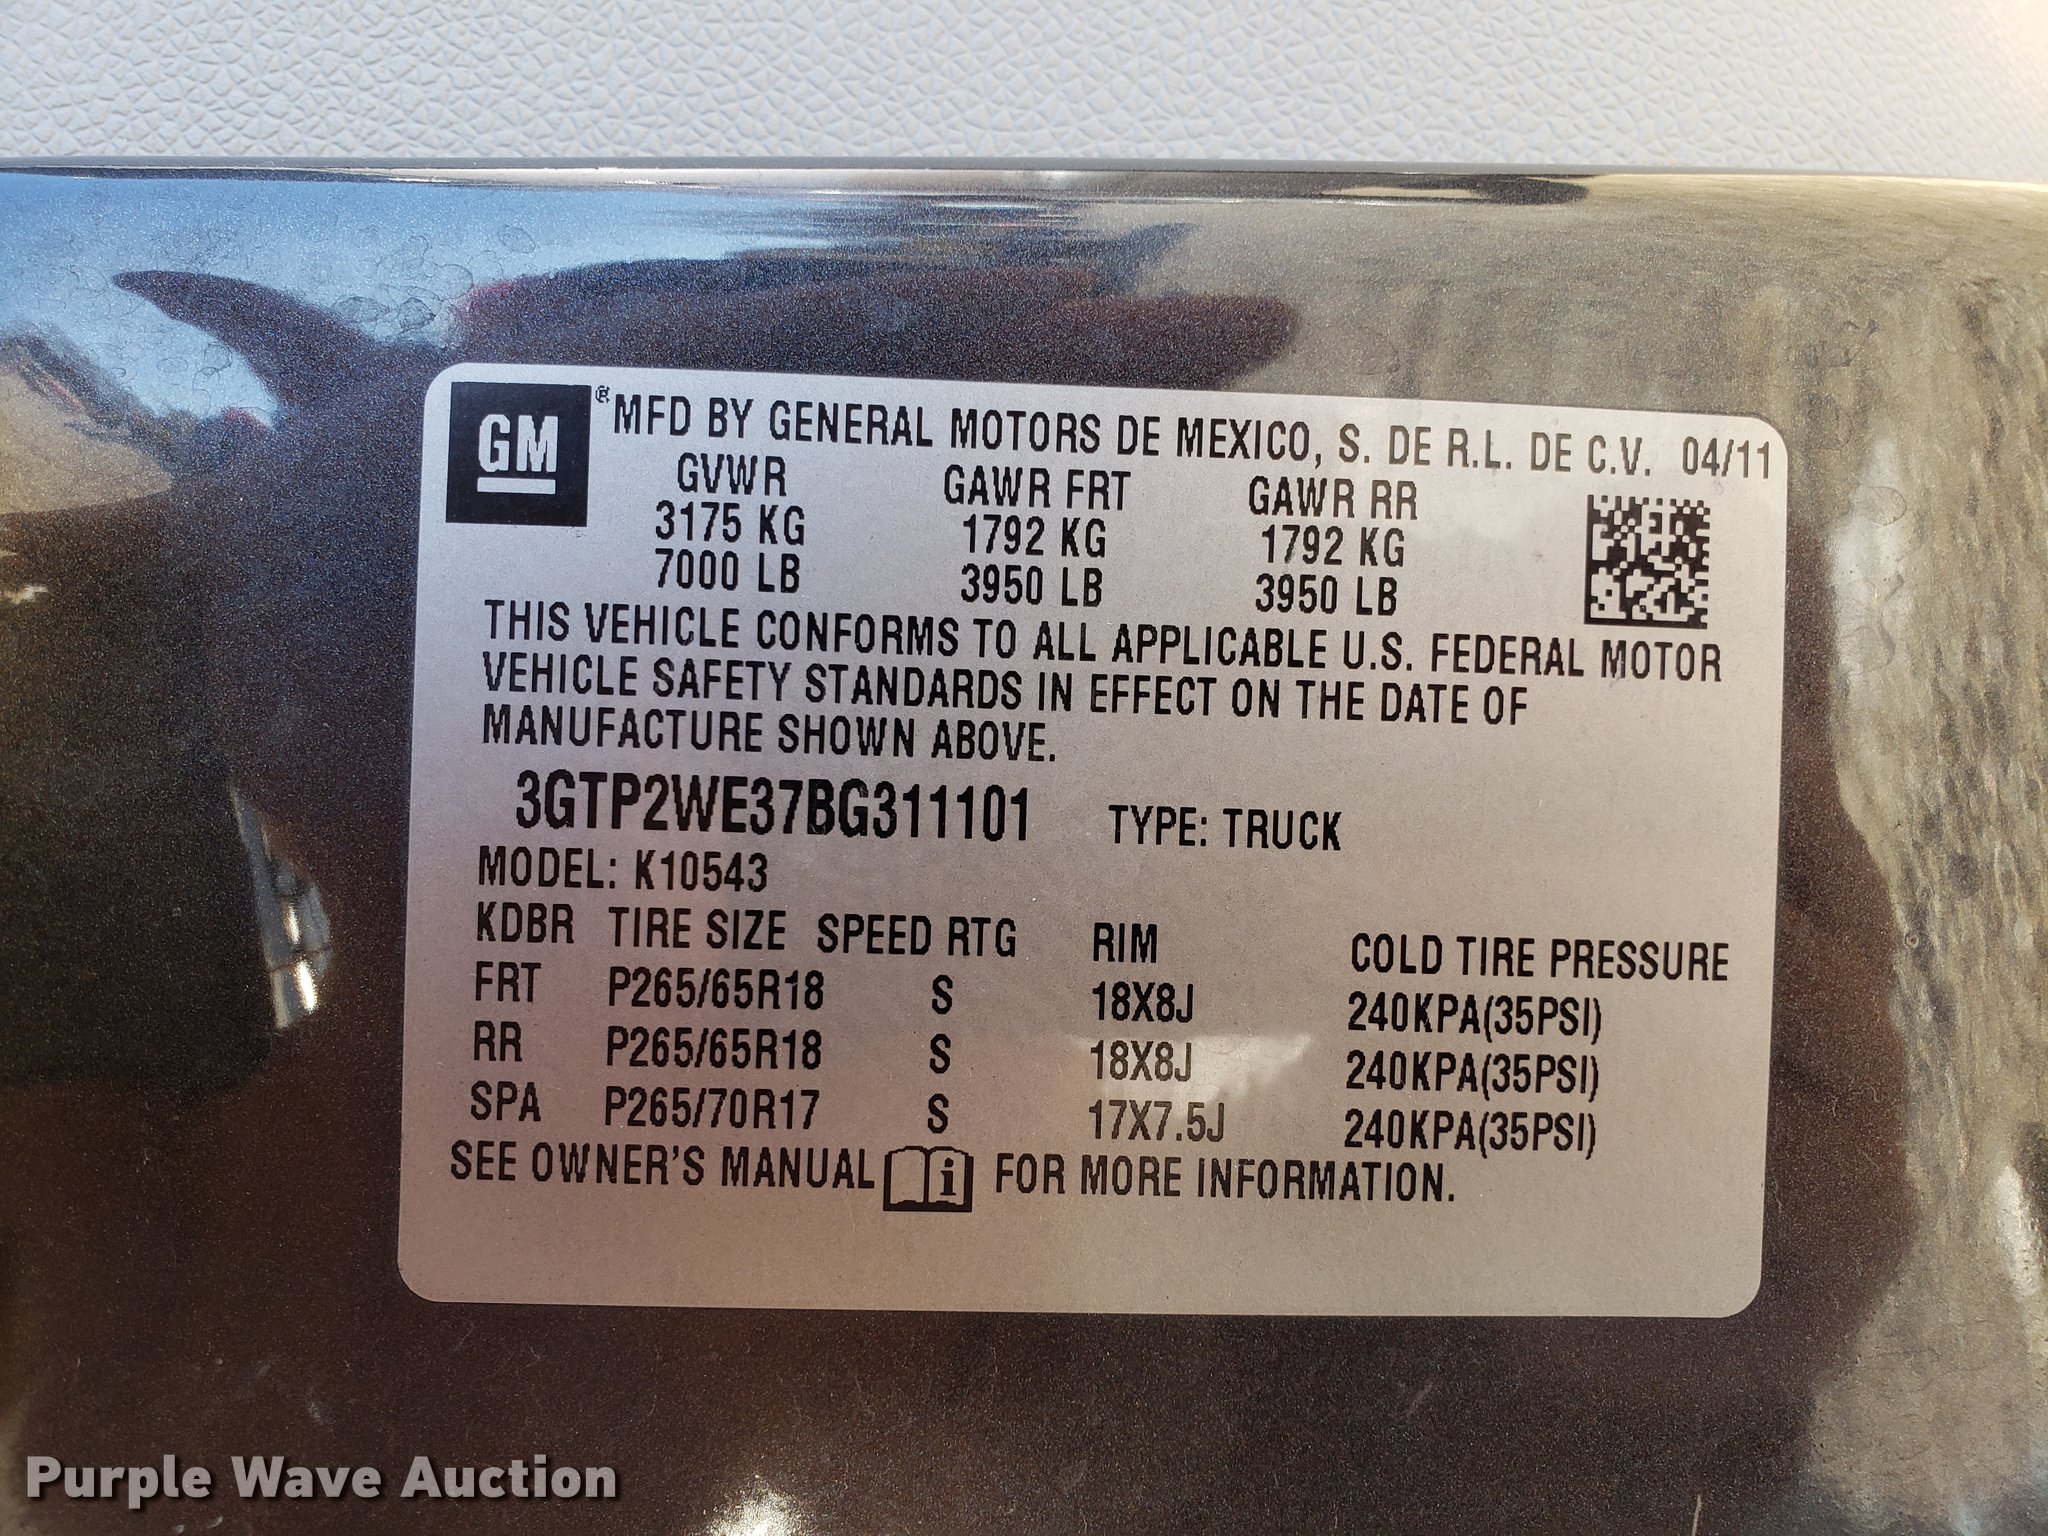 GM ® MFD BY GENERAL MOTORS DE MEXICO, S. DE R.L. DE C.V. 04/11
GVWR GAWR FRT GAWR RR
3175 KG 1792 KG 1792 KG
7000 LB 3950 LB 3950 LB
THIS VEHICLE CONFORMS TO ALL APPLICABLE U.S. FEDERAL MOTOR
VEHICLE SAFETY STANDARDS IN EFFECT ON THE DATE OF
MANUFACTURE SHOWN ABOVE.
3GTP2WE37BG311101 TYPE: TRUCK
MODEL: K10543
KDBR TIRE SIZE SPEED RTG RIM COLD TIRE PRESSURE
FRT P265/65R18 S 18X8J 240KPA(35PSI)
RR P265/65R18 S 18X8J 240KPA(35PSI)
SPA P265/70R17 S 17X7.5J 240KPA(35PSI)
SEE OWNER'S MANUAL i FOR MORE INFORMATION.
Purple Wave Auction